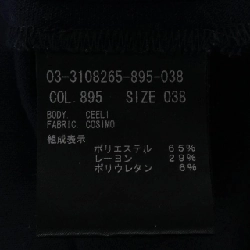 03-3108265-895-038
COL. 895 SIZE 038
BODY. CEELI
FABRIC COSIMO
組成表示
ポリエステル 65%
レーヨン 29%
ポリウレタン 6%